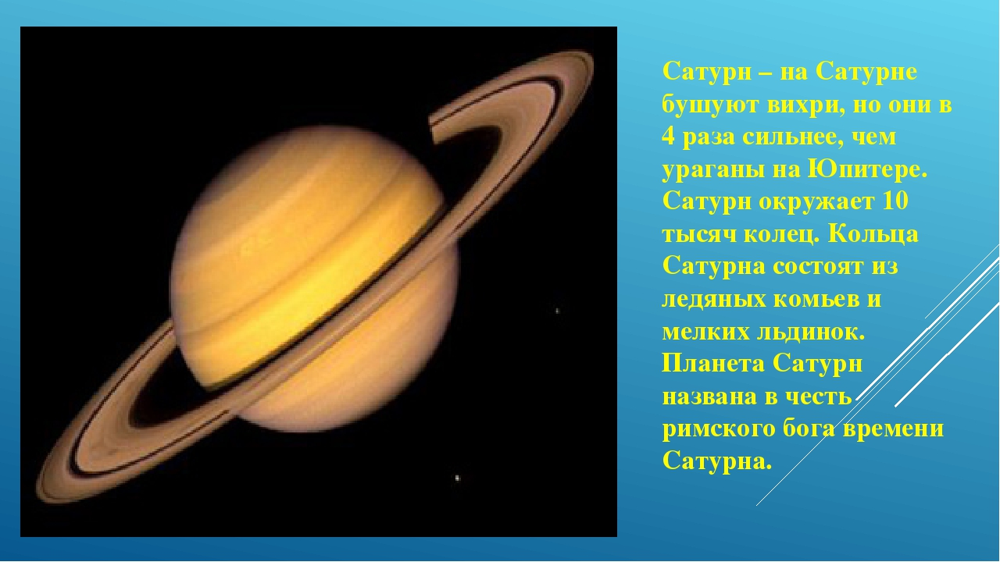 Сатурн – на Сатурне
бушуют вихри, но они в
4 раза сильнее, чем
ураганы на Юпитере.
Сатурн окружает 10
тысяч колец. Кольца
Сатурна состоят из
ледяных комьев и
мелких льдинок.
Планета Сатурн
названа в честь
римского бога времени
Сатурна.